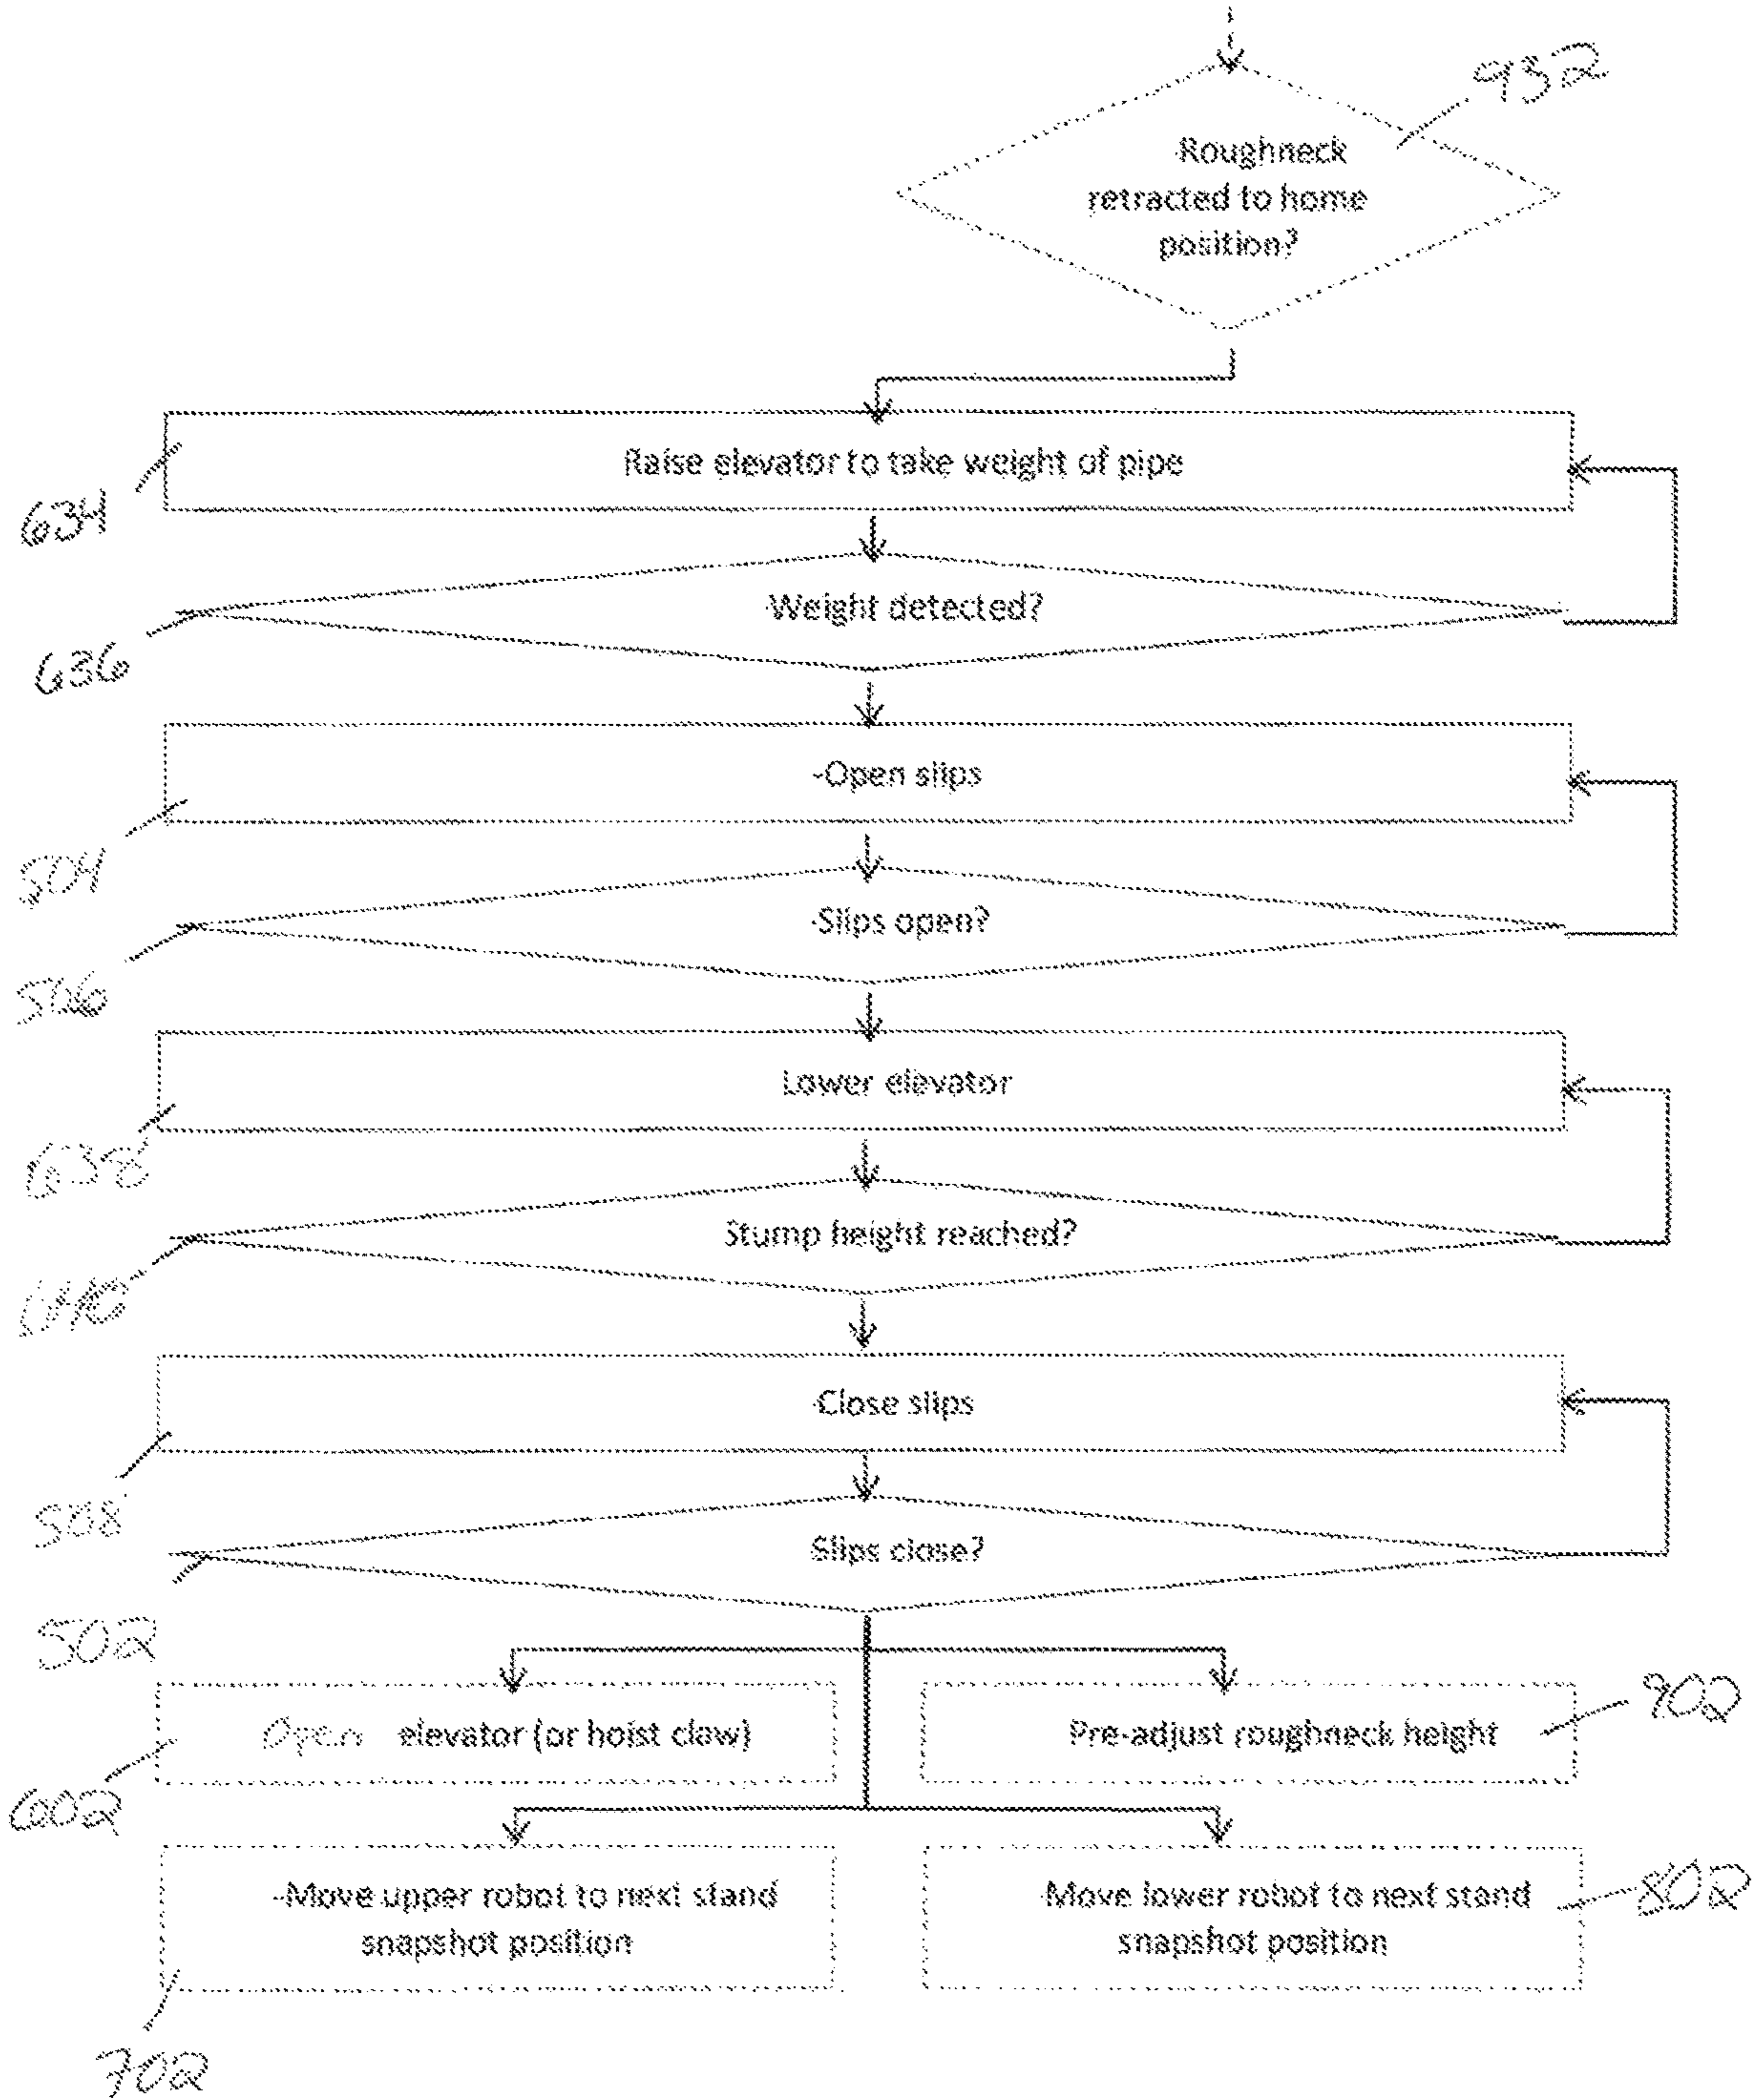 932
-Roughneck
retracted to home
position?
Raise elevator to take weight of pipe
634
-Weight detected?
636
-Open slips
504
-Slips open?
506
Lower elevator
638
Stump height reached?
640
-Close slips
508
Slips close?
502
Open elevator (or hoist claw)
602
Pre-adjust roughneck height
902
-Move upper robot to next stand
snapshot position
702
-Move lower robot to next stand
snapshot position
802